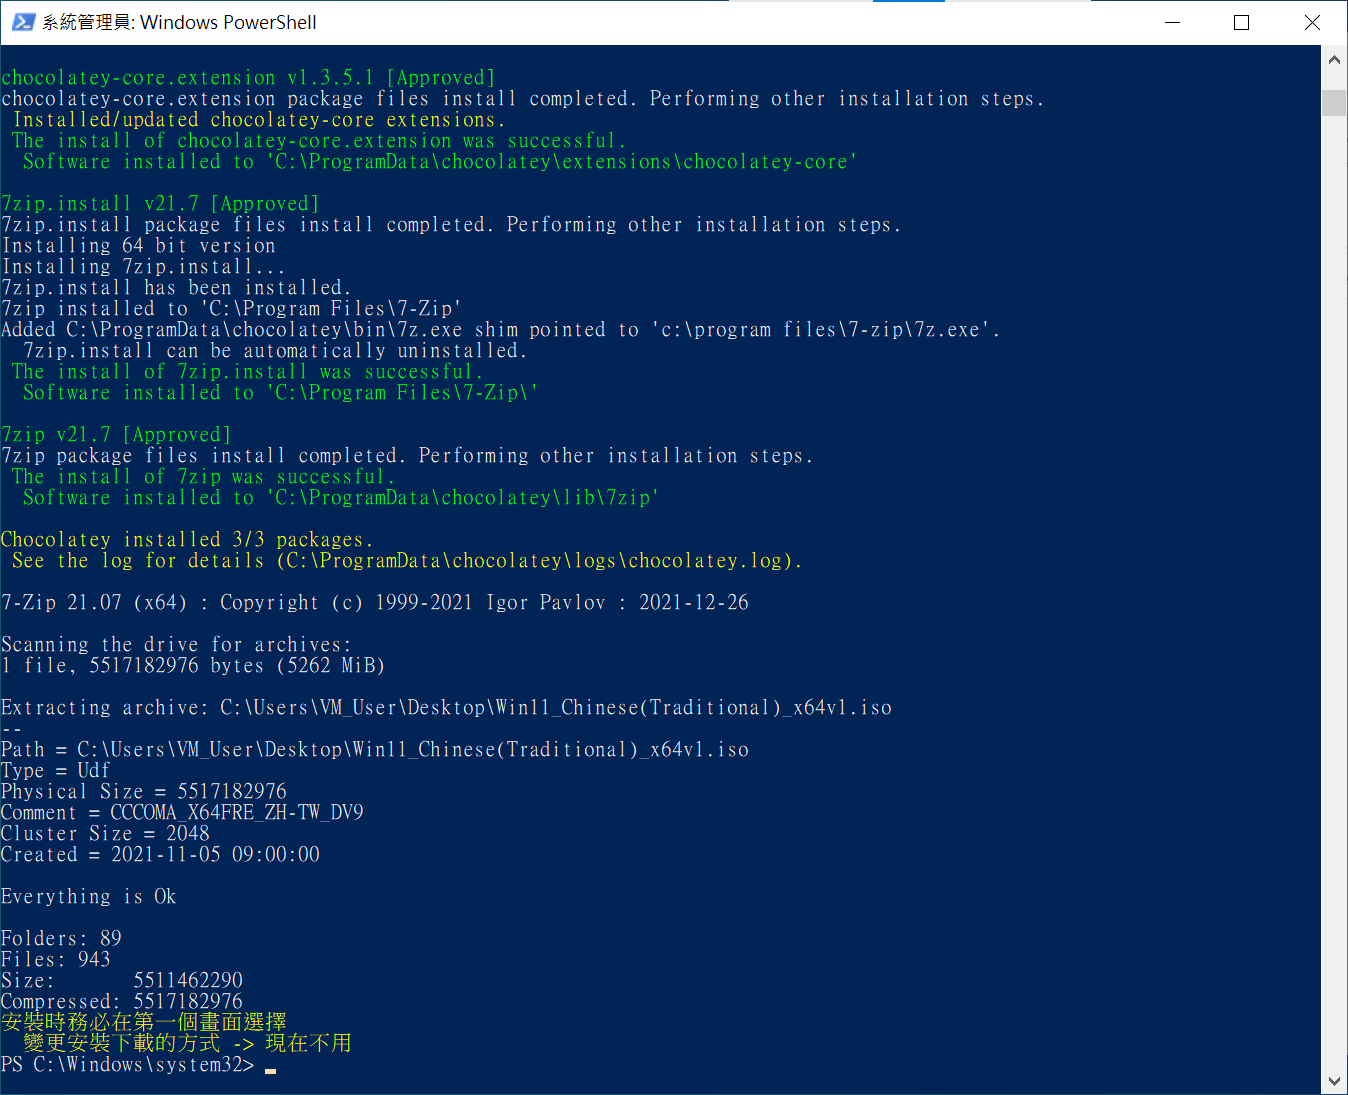 系統管理員: Windows PowerShell
chocolatey-core.extension v1.3.5.1 [Approved]
chocolatey-core.extension package files install completed. Performing other installation steps.
Installed/updated chocolatey-core extensions.
The install of chocolatey-core.extension was successful.
Software installed to 'C:\ProgramData\chocolatey\extensions\chocolatey-core'
7zip.install v21.7 [Approved]
7zip.install package files install completed. Performing other installation steps.
Installing 64 bit version
Installing 7zip.install...
7zip.install has been installed.
7zip installed to 'C:\Program Files\7-Zip'
Added C:\ProgramData\chocolatey\bin\7z.exe shim pointed to 'c:\program files\7-zip\7z.exe'.
7zip.install can be automatically uninstalled.
The install of 7zip.install was successful.
Software installed to 'C:\Program Files\7-Zip\'
7zip v21.7 [Approved]
7zip package files install completed. Performing other installation steps.
The install of 7zip was successful.
Software installed to 'C:\ProgramData\chocolatey\lib\7zip'
Chocolatey installed 3/3 packages.
See the log for details (C:\ProgramData\chocolatey\logs\chocolatey.log).
7-Zip 21.07 (x64) : Copyright (c) 1999-2021 Igor Pavlov : 2021-12-26
Scanning the drive for archives:
1 file, 5517182976 bytes (5262 MiB)
Extracting archive: C:\Users\VM_User\Desktop\Win11_Chinese(Traditional)_x64v1.iso
--
Path = C:\Users\VM_User\Desktop\Win11_Chinese(Traditional)_x64v1.iso
Type = Udf
Physical Size = 5517182976
Comment = CCCOMA_X64FRE_ZH-TW_DV9
Cluster Size = 2048
Created = 2021-11-05 09:00:00
Everything is Ok
Folders: 89
Files: 943
Size:       5511462290
Compressed: 5517182976
安裝時務必在第一個畫面選擇
變更安裝下載的方式 -> 現在不用
PS C:\Windows\system32>